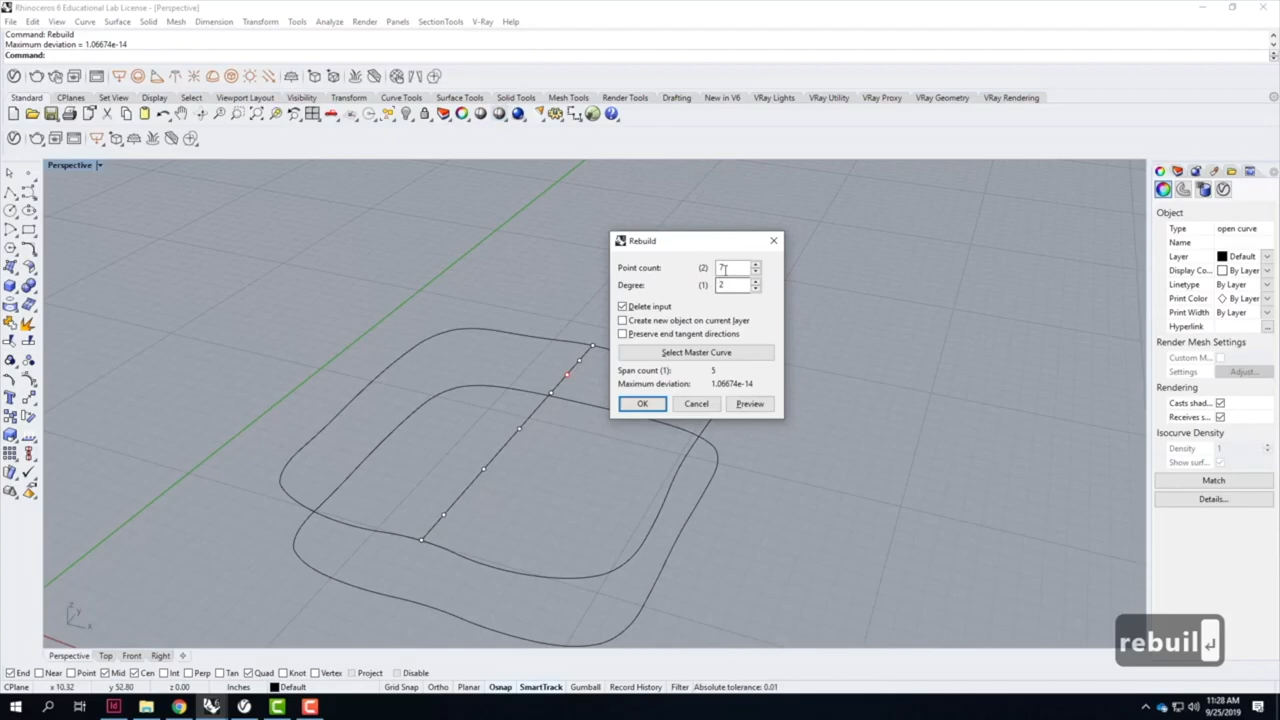 Rhinoceros 6 Educational Lab License - [Perspective]
File Edit View Curve Surface Solid Mesh Dimension Transform Tools Analyze Render Panels SectionTools V-Ray Help
Command: Rebuild
Maximum deviation = 1.06674e-14
Command:
Standard CPlanes Set View Display Select Viewport Layout Visibility Transform Curve Tools Surface Tools Solid Tools Mesh Tools Render Tools Drafting New in V6 VRay Lights VRay Utility VRay Proxy VRay Geometry VRay Rendering
Perspective
Rebuild
Point count: (2) 7
Degree: (1) 2
Delete input
Create new object on current layer
Preserve end tangent directions
Select Master Curve
Span count (1): 5
Maximum deviation: 1.06674e-14
OK Cancel Preview
Object
Type open curve
Name
Layer Default
Display Co... By Layer
Linetype By Layer
Print Color By Layer
Print Width By Layer
Hyperlink ...
Render Mesh Settings
Custom M...
Settings Adjust...
Rendering
Casts shad...
Receives s...
Isocurve Density
Density 1
Show surf...
Match
Details...
z
y
x
rebuil
Perspective Top Front Right
End Near Point Mid Cen Int Perp Tan Quad Knot Vertex Project Disable
CPlane x 10.32 y 52.80 z 0.00 Inches Default Grid Snap Ortho Planar Osnap SmartTrack Gumball Record History Filter Absolute tolerance: 0.01
11:28 AM
9/25/2019